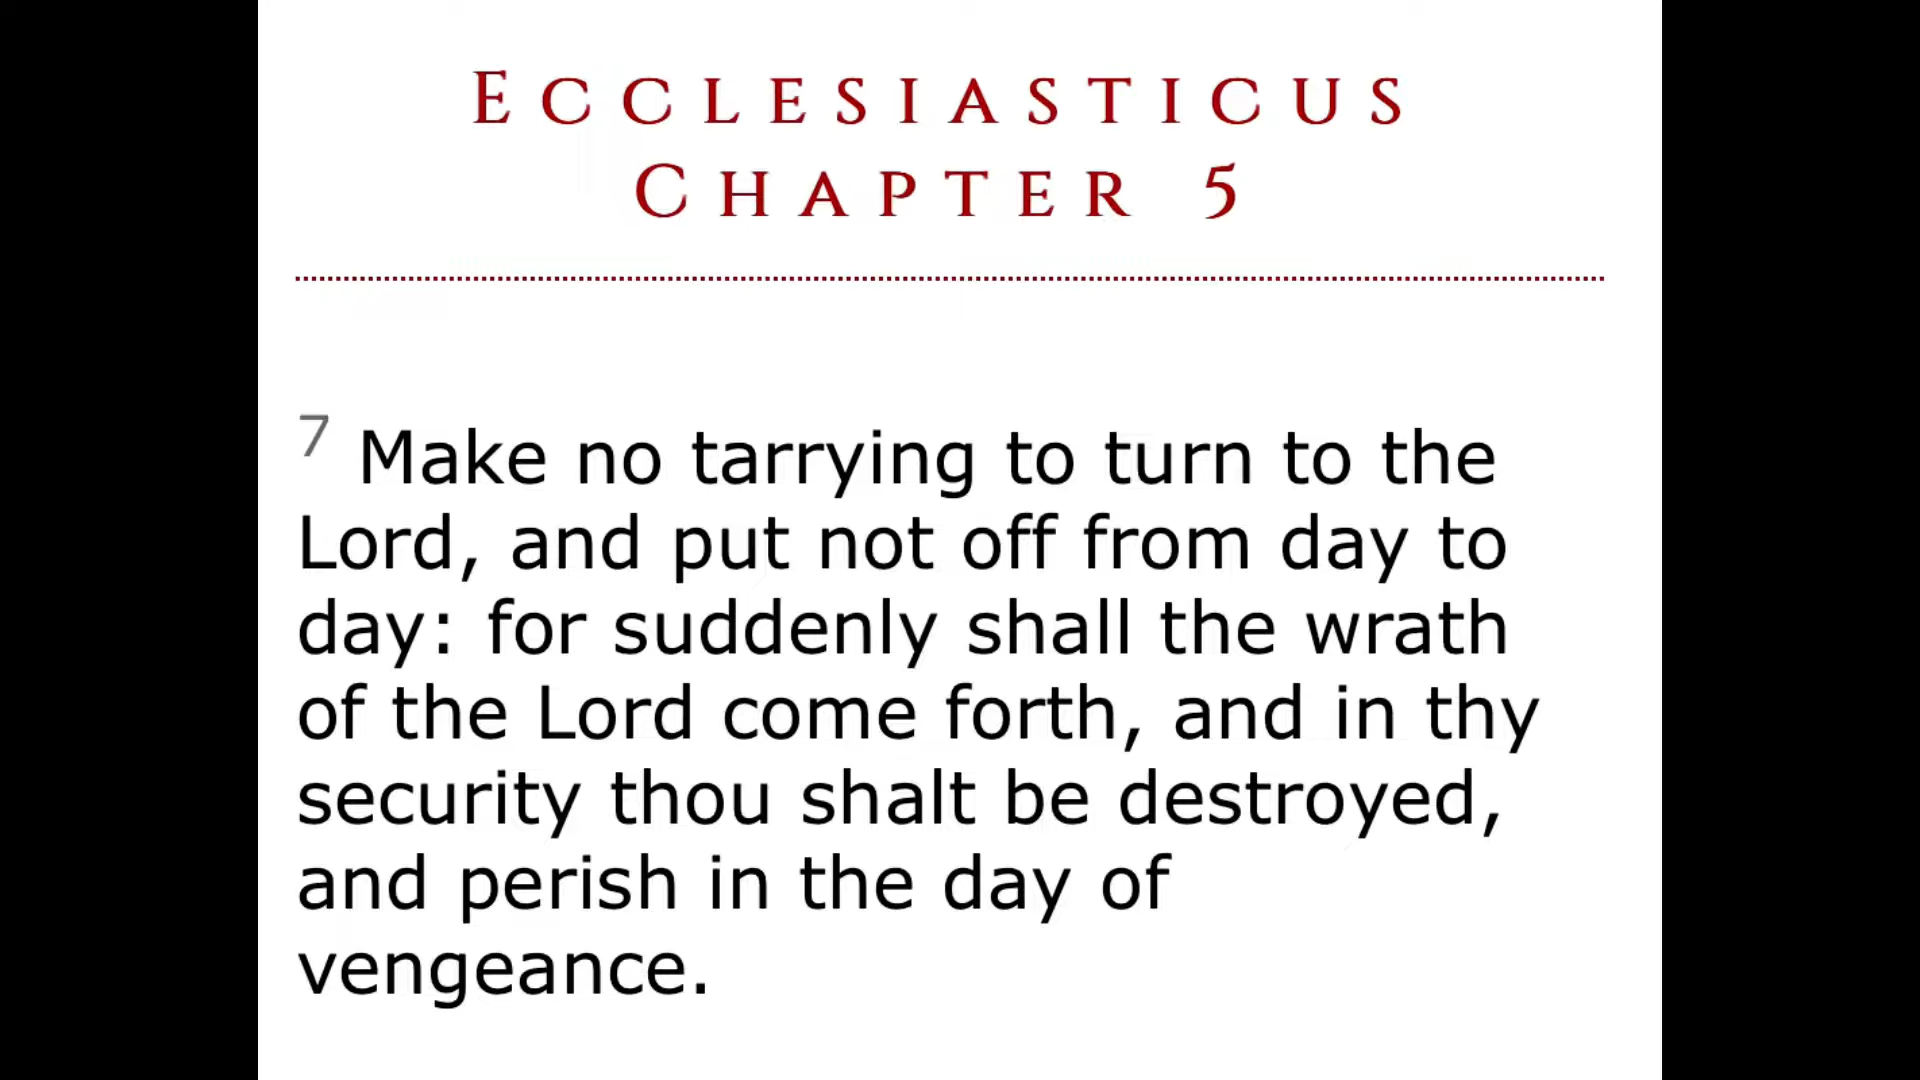 Ecclesiasticus
Chapter 5
7 Make no tarrying to turn to the
Lord, and put not off from day to
day: for suddenly shall the wrath
of the Lord come forth, and in thy
security thou shalt be destroyed,
and perish in the day of
vengeance.